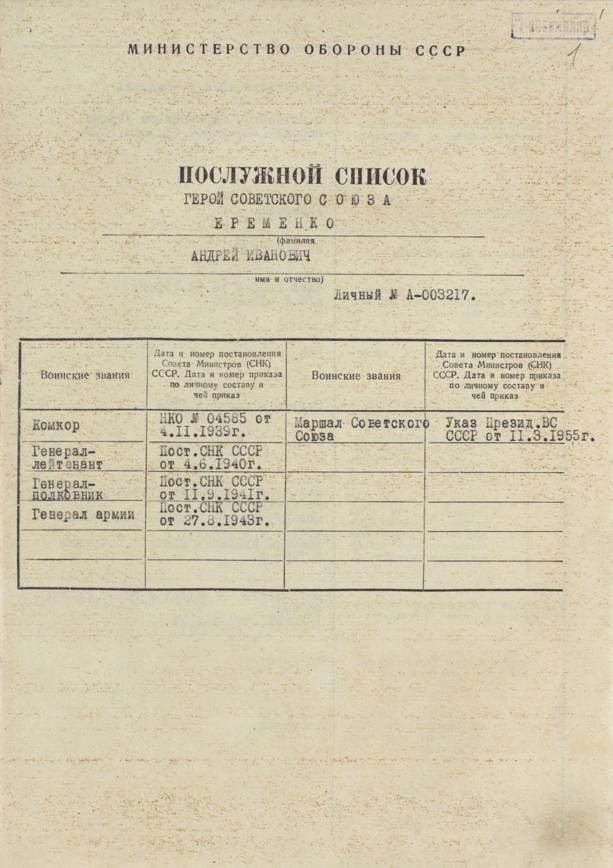 1
МИНИСТЕРСТВО ОБОРОНЫ СССР
ПОСЛУЖНОЙ СПИСОК
ГЕРОЙ СОВЕТСКОГО СОЮЗА
ЕРЕМЕНКО
(фамилия,
АНДРЕЙ ИВАНОВИЧ
имя и отчество)
Личный № А-003217.
Воинские звания
Дата и номер постановления
Совета Министров (СНК)
СССР. Дата и номер приказа
по личному составу и
чей приказ
Воинские звания
Дата и номер постановления
Совета Министров (СНК)
СССР. Дата и номер приказа
по личному составу и
чей приказ
Комкор
НКО № 04585 от
4.II.1939г.
Маршал Советского
Союза
Указ Презид.ВС
СССР от II.3.1955г.
Генерал-
лейтенант
Пост.СНК СССР
от 4.6.1940г.
Генерал-
полковник
Пост.СНК СССР
от II.9.1941г.
Генерал армии
Пост.СНК СССР
от 27.8.1943г.